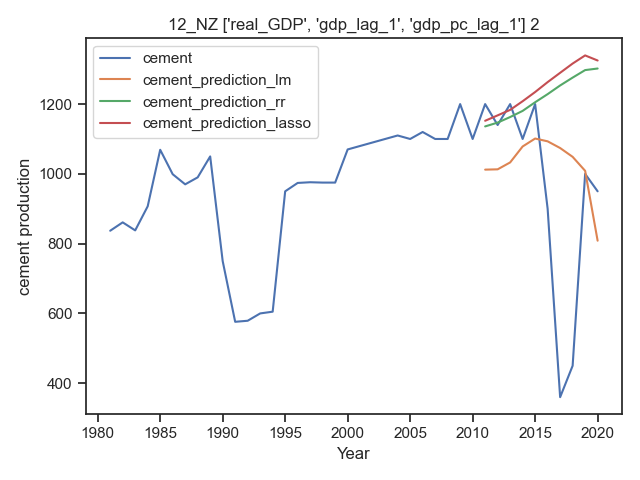 12_NZ ['real_GDP', 'gdp_lag_1', 'gdp_pc_lag_1'] 2
cement
cement_prediction_lm
cement_prediction_rr
cement_prediction_lasso
cement production
1200
1000
800
600
400
1980 1985 1990 1995 2000 2005 2010 2015 2020
Year